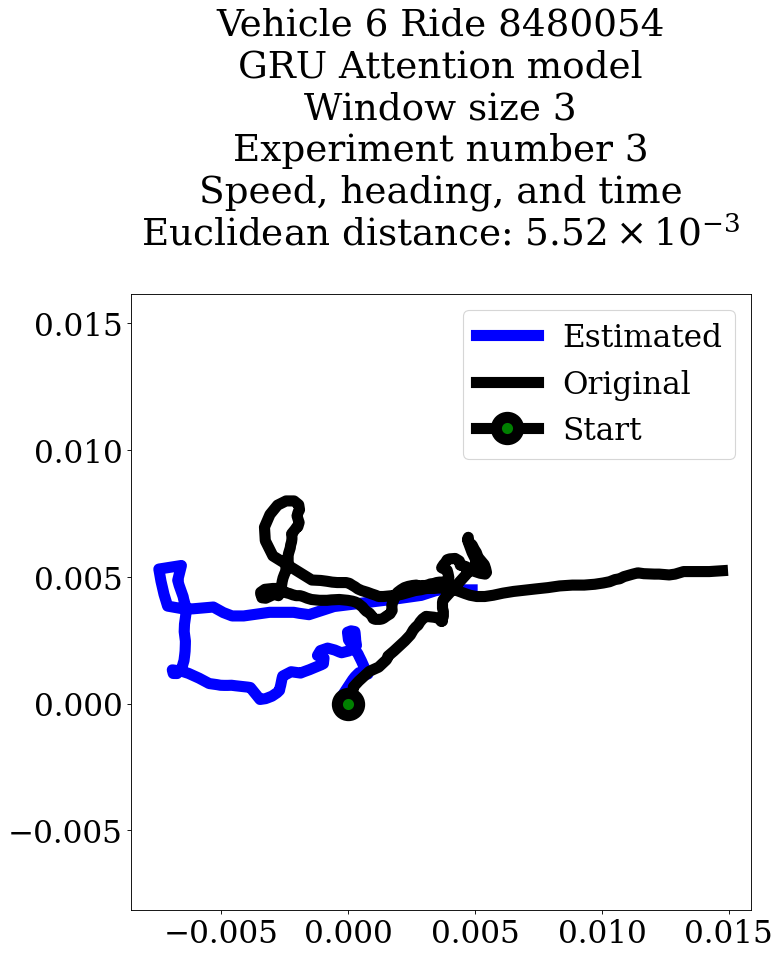 Vehicle 6 Ride 8480054
GRU Attention model
Window size 3
Experiment number 3
Speed, heading, and time
Euclidean distance: 5.52 × 10⁻³
Estimated
Original
Start
0.015
0.010
0.005
0.000
−0.005
−0.005 0.000 0.005 0.010 0.015